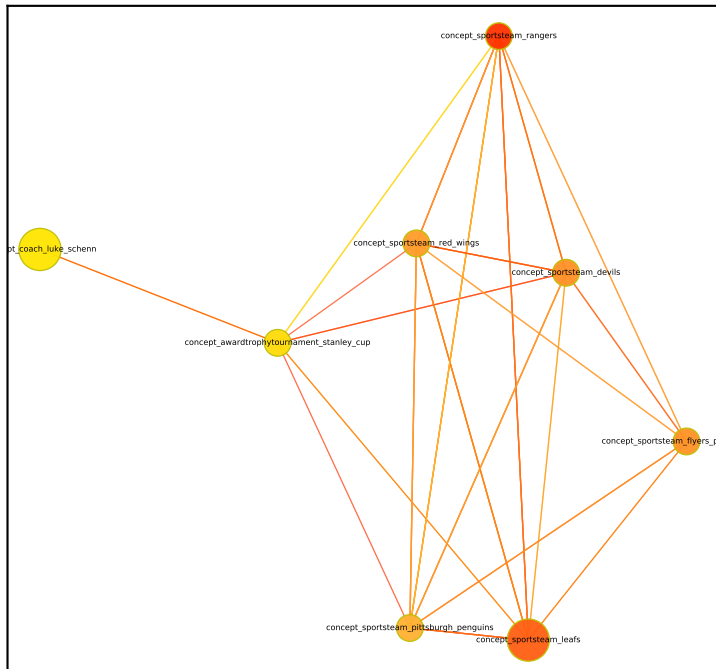 concept_sportsteam_rangers
concept_sportsteam_red_wings
pt_coach_luke_schenn
concept_sportsteam_devils
concept_awardtrophytournament_stanley_cup
concept_sportsteam_flyers_p
concept_sportsteam_pittsburgh_penguins
concept_sportsteam_leafs